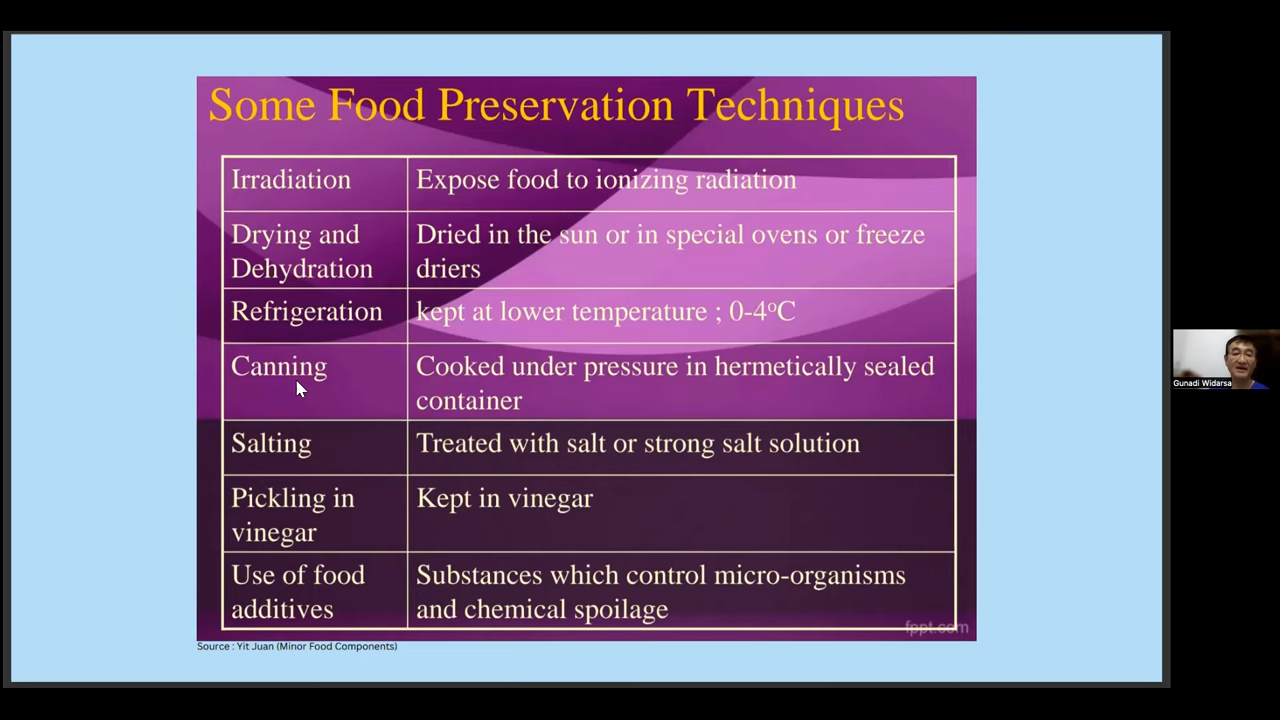 Some Food Preservation Techniques
Irradiation
Expose food to ionizing radiation
Drying and
Dehydration
Dried in the sun or in special ovens or freeze
driers
Refrigeration
kept at lower temperature ; 0-4°C
Canning
Cooked under pressure in hermetically sealed
container
Salting
Treated with salt or strong salt solution
Pickling in
vinegar
Kept in vinegar
Use of food
additives
Substances which control micro-organisms
and chemical spoilage
fppt.com
Source : Yit Juan (Minor Food Components)
Gunadi Widarsa